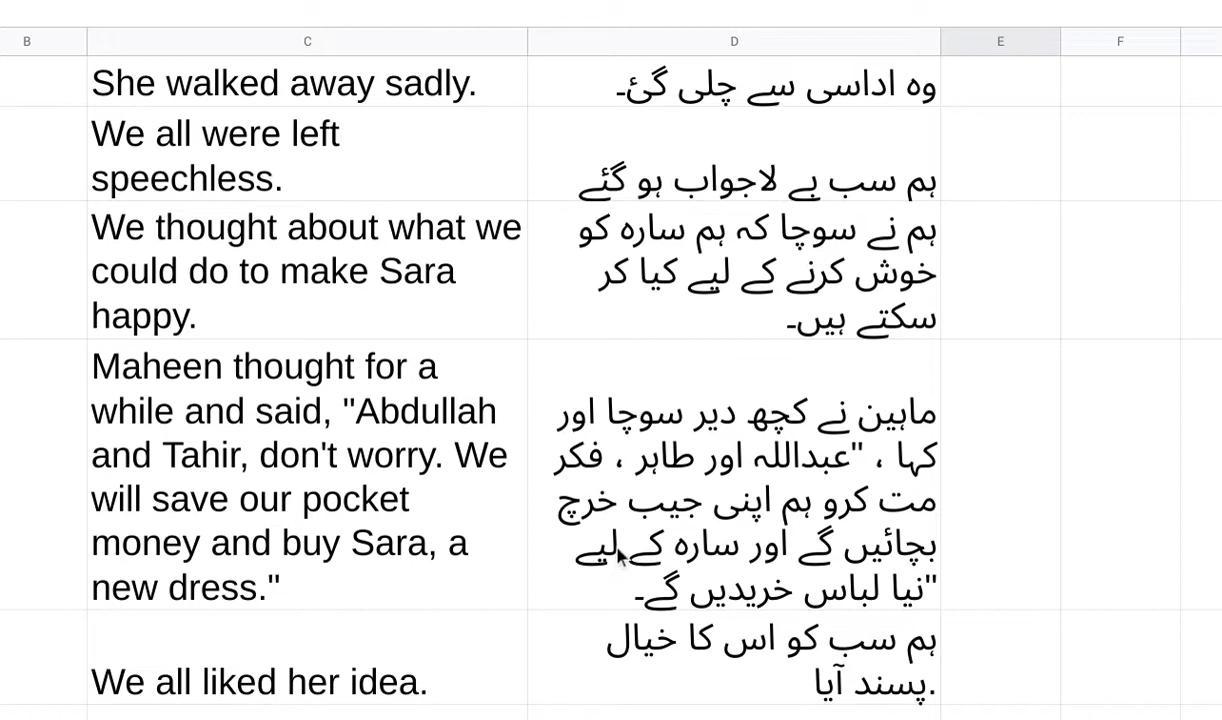 B C D E F
She walked away sadly.
وہ اداسی سے چلی گئ۔
We all were left
speechless.
ہم سب بے لاجواب ہو گئے
We thought about what we
could do to make Sara
happy.
ہم نے سوچا کہ ہم سارہ کو
خوش کرنے کے لیے کیا کر
سکتے ہیں۔
Maheen thought for a
while and said, "Abdullah
and Tahir, don't worry. We
will save our pocket
money and buy Sara, a
new dress."
ماہین نے کچھ دیر سوچا اور
کہا ، "عبداللہ اور طاہر ، فکر
مت کرو ہم اپنی جیب خرچ
بچائیں گے اور سارہ کے لیے
"نیا لباس خریدیں گے۔
We all liked her idea.
ہم سب کو اس کا خیال
.پسند آیا